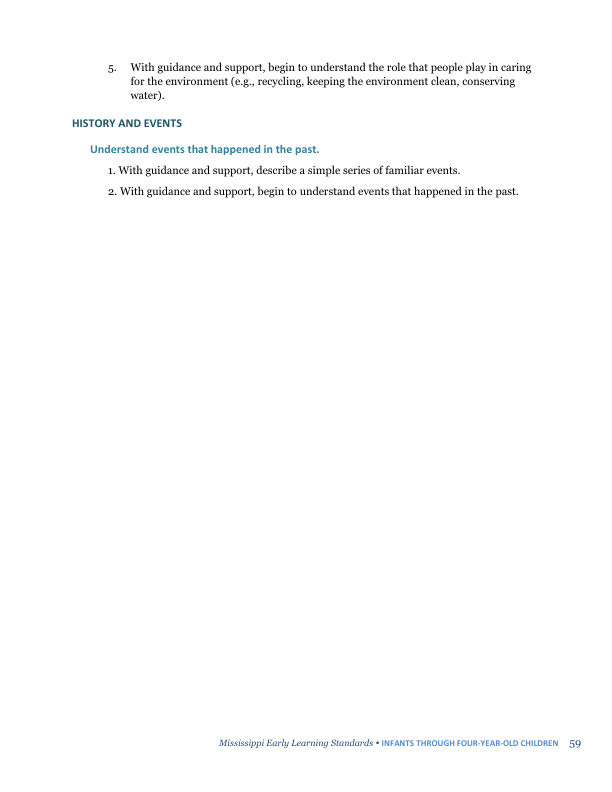 5. With guidance and support, begin to understand the role that people play in caring
for the environment (e.g., recycling, keeping the environment clean, conserving
water).
HISTORY AND EVENTS
Understand events that happened in the past.
1. With guidance and support, describe a simple series of familiar events.
2. With guidance and support, begin to understand events that happened in the past.
Mississippi Early Learning Standards • INFANTS THROUGH FOUR-YEAR-OLD CHILDREN 59